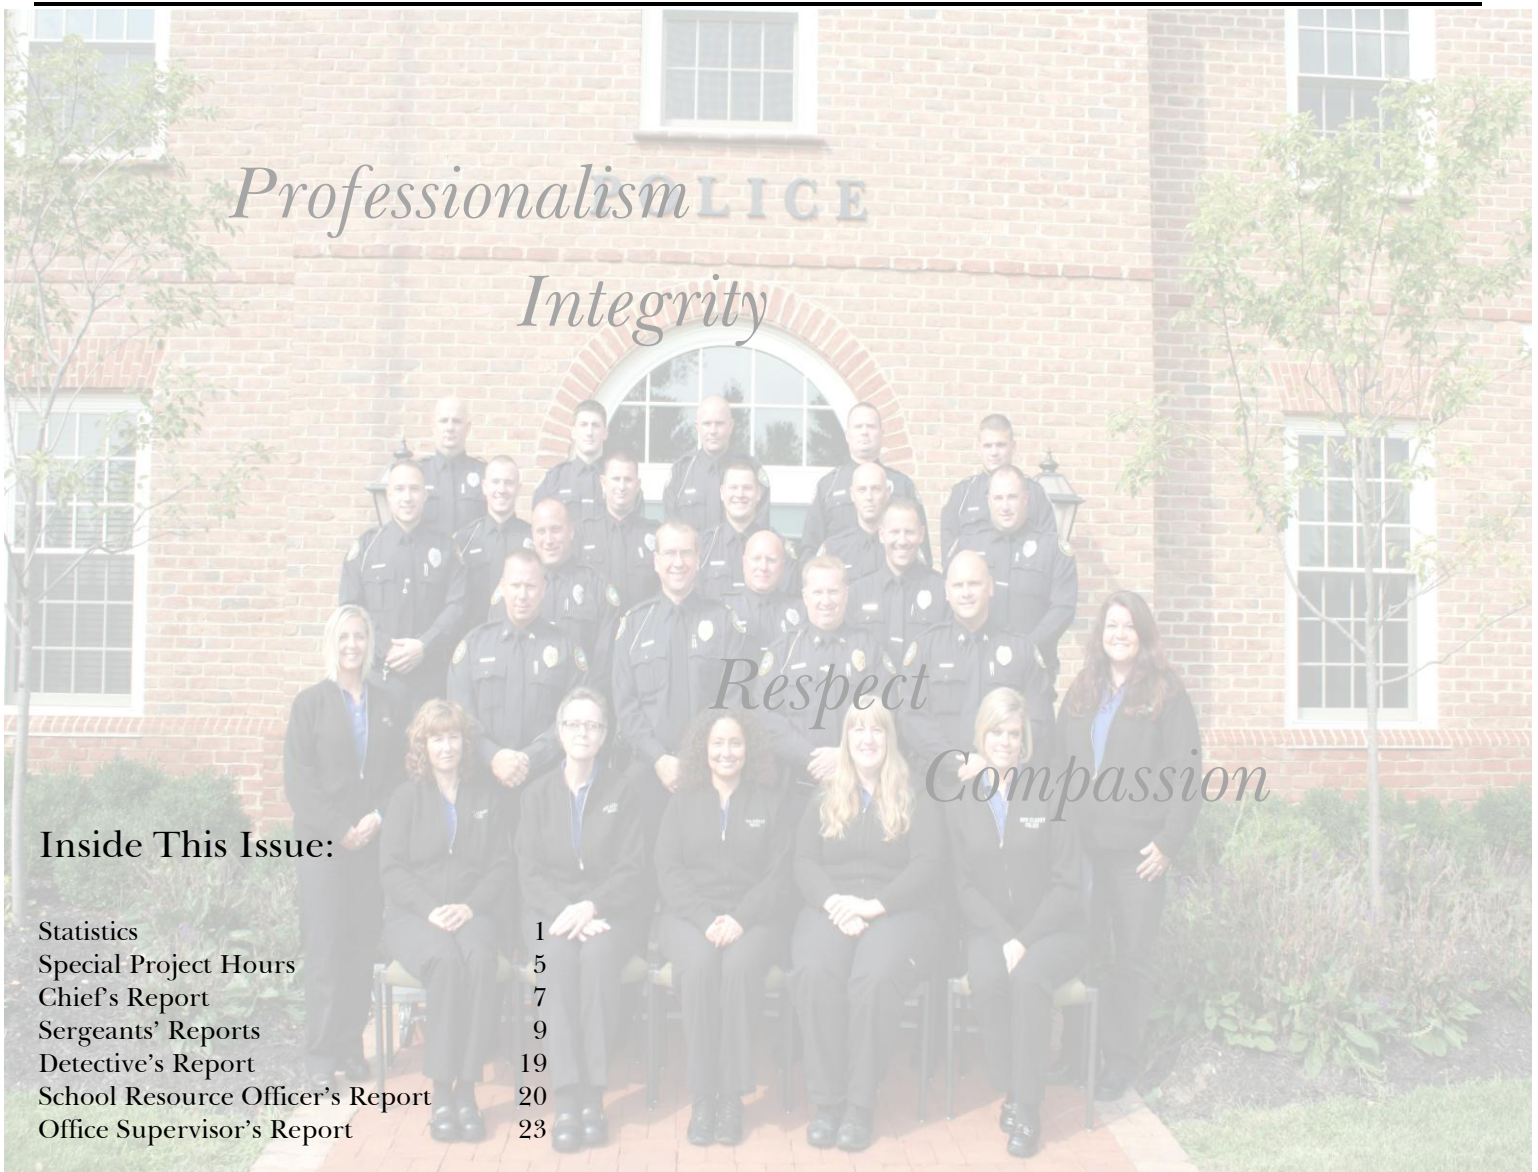 Professionalism
POLICE
Integrity
Respect
Compassion
Inside This Issue:
Statistics 1
Special Project Hours 5
Chief's Report 7
Sergeants' Reports 9
Detective's Report 19
School Resource Officer's Report 20
Office Supervisor's Report 23